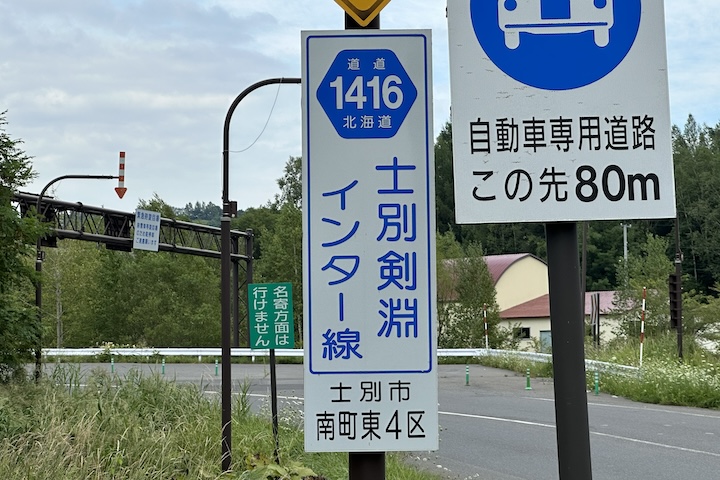 道道
1416
北海道
士別剣淵
インター線
士別市
南町東4区
自動車専用道路
この先80m
名寄方面は
行けません